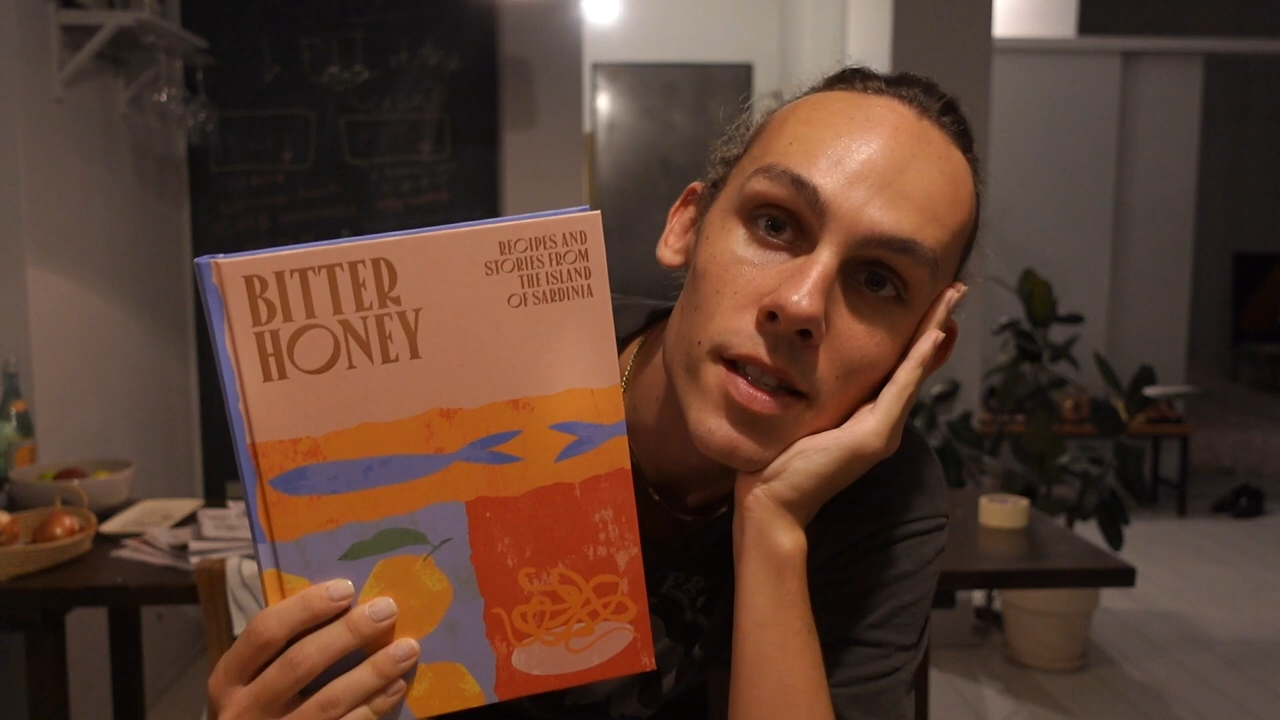 BITTER
HONEY
RECIPES AND
STORIES FROM
THE ISLAND
OF SARDINIA